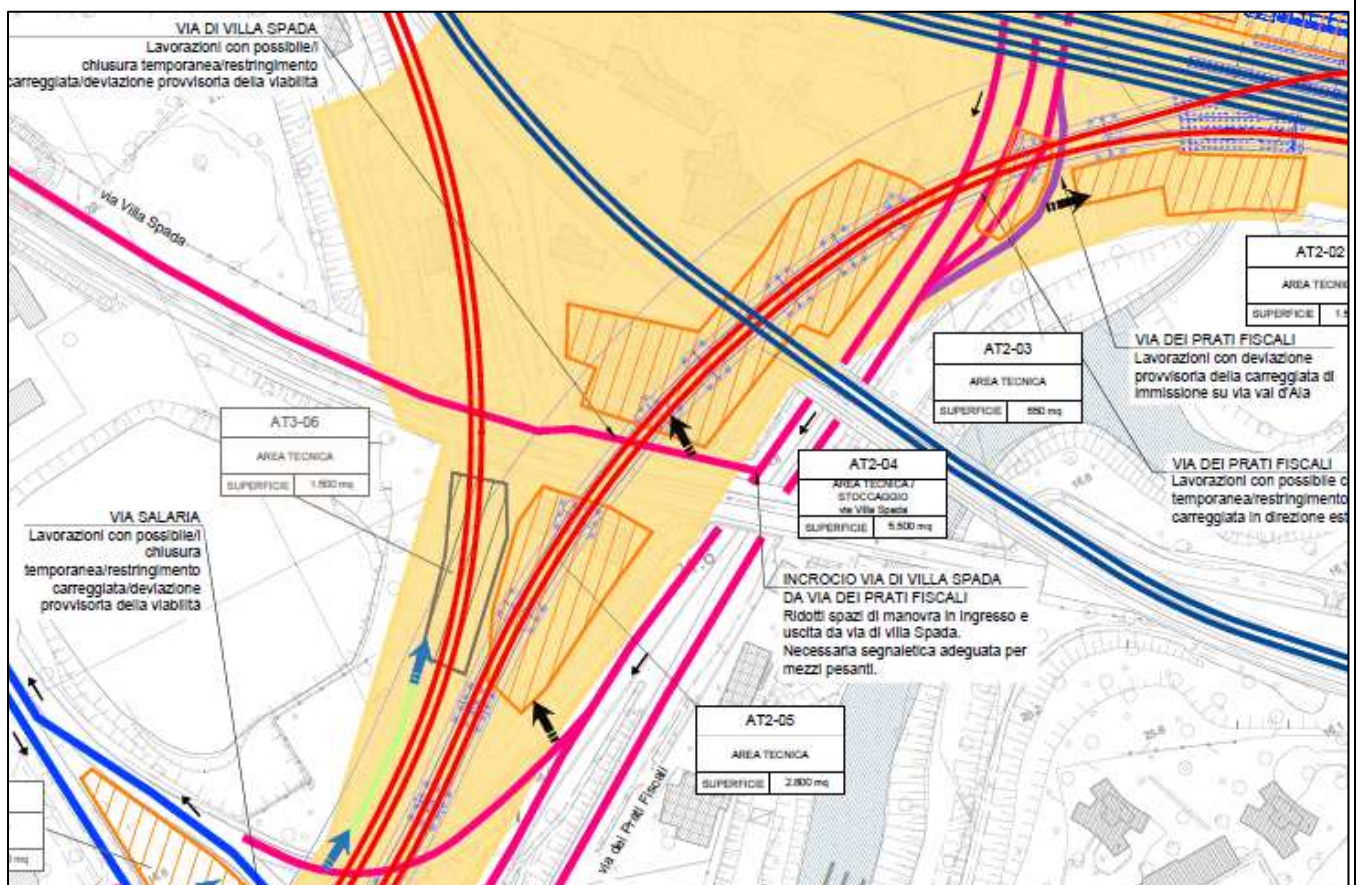 VIA DI VILLA SPADA
Lavorazioni con possibile/i
chiusura temporanea/restringimento
carreggiata/deviazione provvisoria della viabilità
via Villa Spada
AT2-02
AREA TECNIC
SUPERFICIE 1.5
VIA DEI PRATI FISCALI
Lavorazioni con deviazione
provvisoria della carreggiata di
immissione su via val d'Ala
AT2-03
AREA TECNICA
SUPERFICIE 550 mq
AT3-06
AREA TECNICA
SUPERFICIE 1.500 mq
AT2-04
AREA TECNICA /
STOCCAGGIO
via Villa Spada
SUPERFICIE 5.500 mq
VIA DEI PRATI FISCALI
Lavorazioni con possibile c
temporanea/restringimento
carreggiata in direzione est
VIA SALARIA
Lavorazioni con possibile/i
chiusura
temporanea/restringimento
carreggiata/deviazione
provvisoria della viabilità
INCROCIO VIA DI VILLA SPADA
DA VIA DEI PRATI FISCALI
Ridotti spazi di manovra in ingresso e
uscita da via di villa Spada.
Necessaria segnaletica adeguata per
mezzi pesanti.
AT2-05
AREA TECNICA
SUPERFICIE 2.800 mq
via dei Prati Fiscali
mq